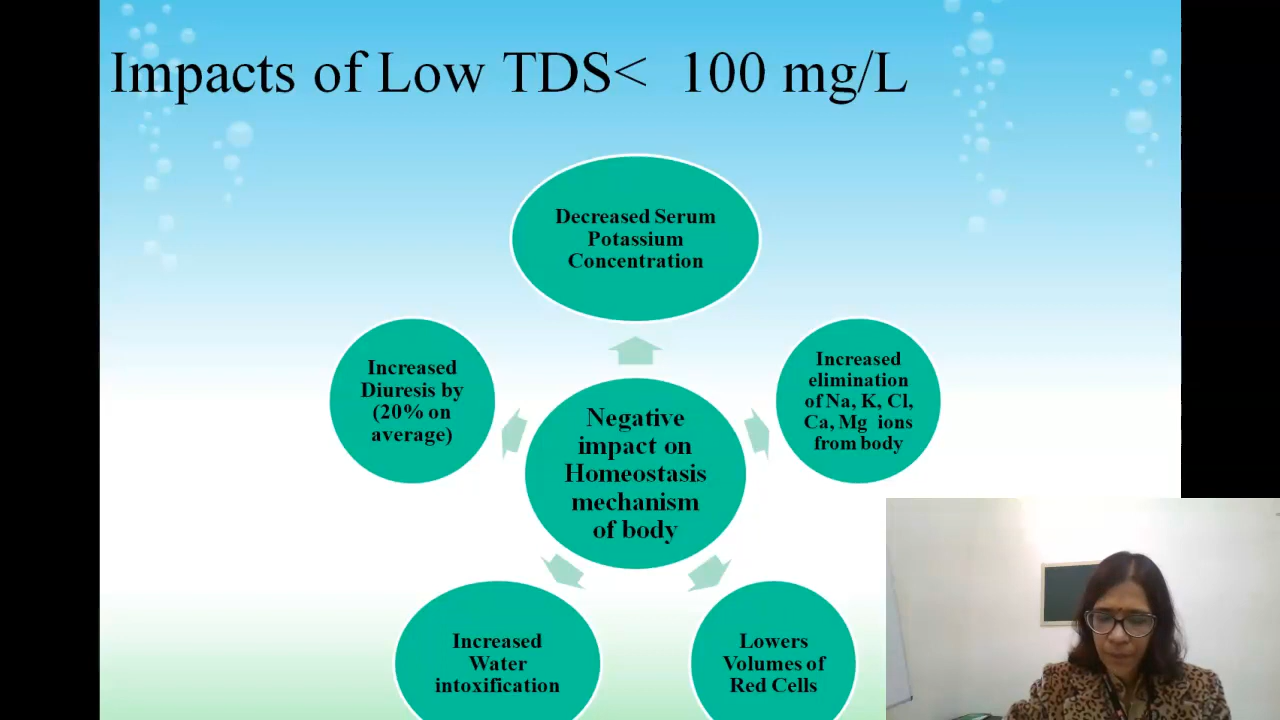 Impacts of Low TDS< 100 mg/L
Decreased Serum
Potassium
Concentration
Increased
Diuresis by
(20% on
average)
Increased
elimination
of Na, K, Cl,
Ca, Mg ions
from body
Negative
impact on
Homeostasis
mechanism
of body
Increased
Water
intoxification
Lowers
Volumes of
Red Cells